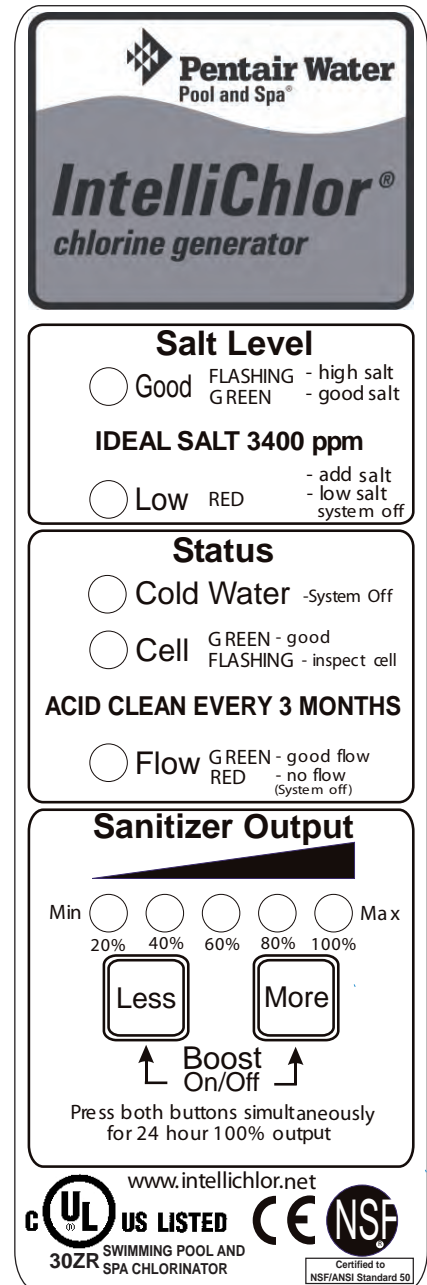 Pentair Water
Pool and Spa®
IntelliChlor®
chlorine generator
Salt Level
Good FLASHING - high salt
GREEN - good salt
IDEAL SALT 3400 ppm
- add salt
Low RED - low salt
system off
Status
Cold Water -System Off
Cell GREEN - good
FLASHING - inspect cell
ACID CLEAN EVERY 3 MONTHS
Flow GREEN - good flow
RED - no flow
(System off)
Sanitizer Output
Min Max
20% 40% 60% 80% 100%
Less More
Boost
On/Off
Press both buttons simultaneously
for 24 hour 100% output
www.intellichlor.net
C UL ® US LISTED CE NSF®
30ZR SWIMMING POOL AND
SPA CHLORINATOR
Certified to
NSF/ANSI Standard 50